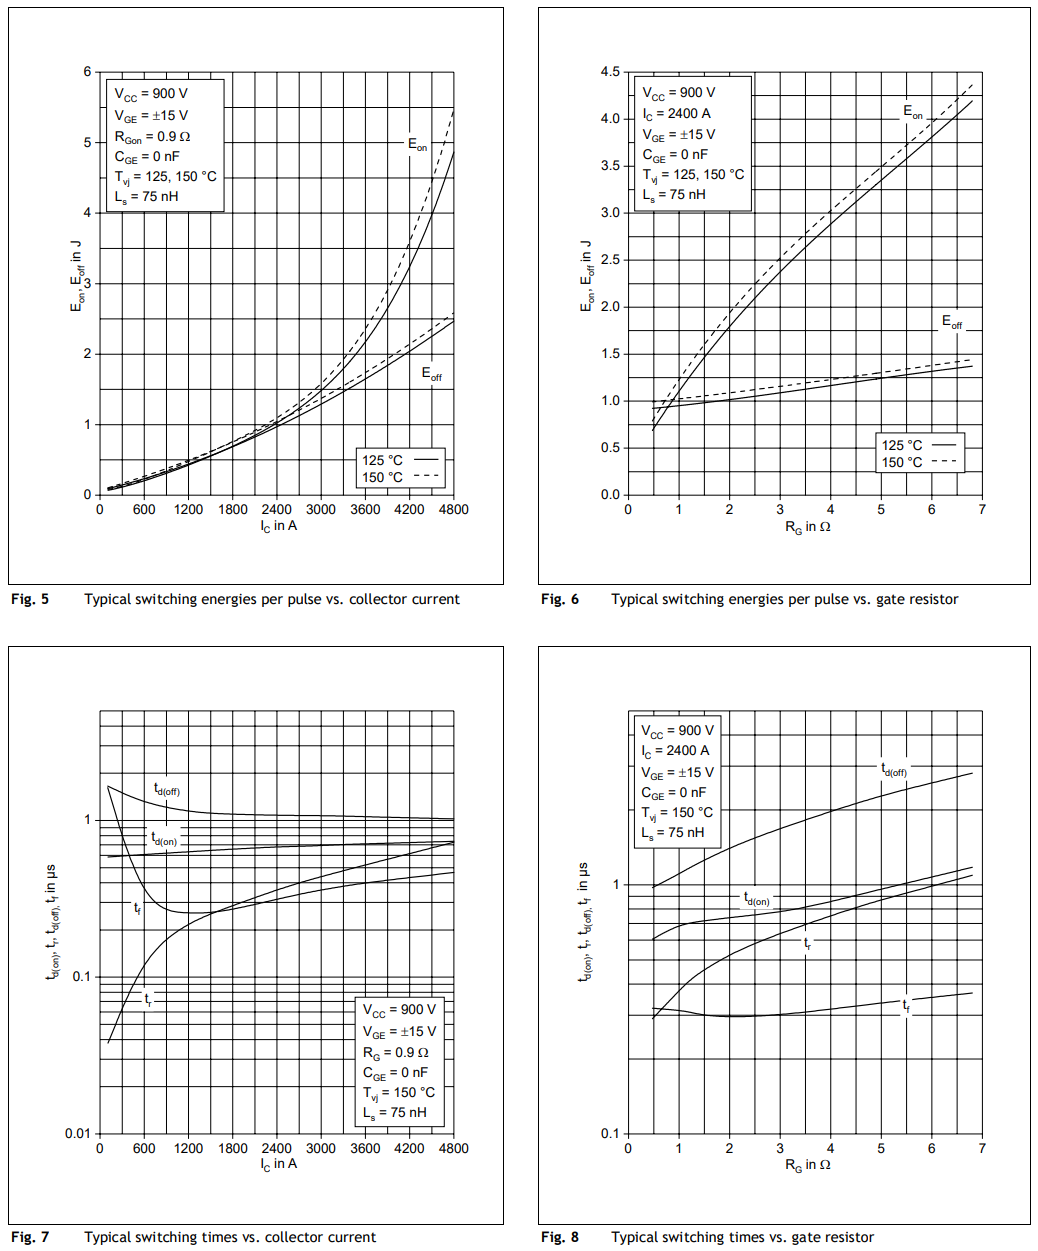 6
5
4
3
2
1
0
E_on, E_off in J
V_CC = 900 V
V_GE = ±15 V
R_Gon = 0.9 Ω
C_GE = 0 nF
T_vj = 125, 150 °C
L_s = 75 nH
E_on
E_off
125 °C
150 °C
0 600 1200 1800 2400 3000 3600 4200 4800
I_C in A
Fig. 5 Typical switching energies per pulse vs. collector current
4.5
4.0
3.5
3.0
2.5
2.0
1.5
1.0
0.5
0.0
E_on, E_off in J
V_CC = 900 V
I_C = 2400 A
V_GE = ±15 V
C_GE = 0 nF
T_vj = 125, 150 °C
L_s = 75 nH
E_on
E_off
125 °C
150 °C
0 1 2 3 4 5 6 7
R_G in Ω
Fig. 6 Typical switching energies per pulse vs. gate resistor
1
0.1
0.01
t_d(on), t_r, t_d(off), t_f in µs
t_d(off)
t_d(on)
t_f
t_r
V_CC = 900 V
V_GE = ±15 V
R_G = 0.9 Ω
C_GE = 0 nF
T_vj = 150 °C
L_s = 75 nH
0 600 1200 1800 2400 3000 3600 4200 4800
I_C in A
Fig. 7 Typical switching times vs. collector current
1
0.1
t_d(on), t_r, t_d(off), t_f in µs
V_CC = 900 V
I_C = 2400 A
V_GE = ±15 V
C_GE = 0 nF
T_vj = 150 °C
L_s = 75 nH
t_d(off)
t_d(on)
t_r
t_f
0 1 2 3 4 5 6 7
R_G in Ω
Fig. 8 Typical switching times vs. gate resistor